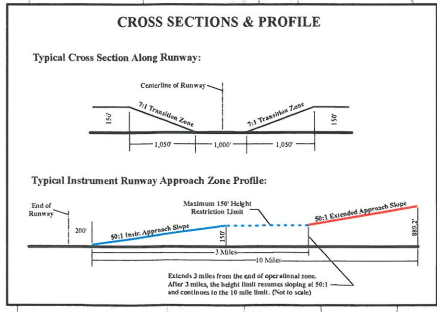 CROSS SECTIONS & PROFILE
Typical Cross Section Along Runway:
Centerline of Runway
7:1 Transition Zone
7:1 Transition Zone
150'
150'
1,050'
1,000'
1,050'
Typical Instrument Runway Approach Zone Profile:
End of
Runway
Maximum 150' Height
Restriction Limit
50:1 Extended Approach Slope
200'
50:1 Instr. Approach Slope
150'
889.2'
3 Miles
10 Miles
Extends 3 miles from the end of operational zone.
After 3 miles, the height limit resumes sloping at 50:1
and continues to the 10 mile limit. (Not to scale)